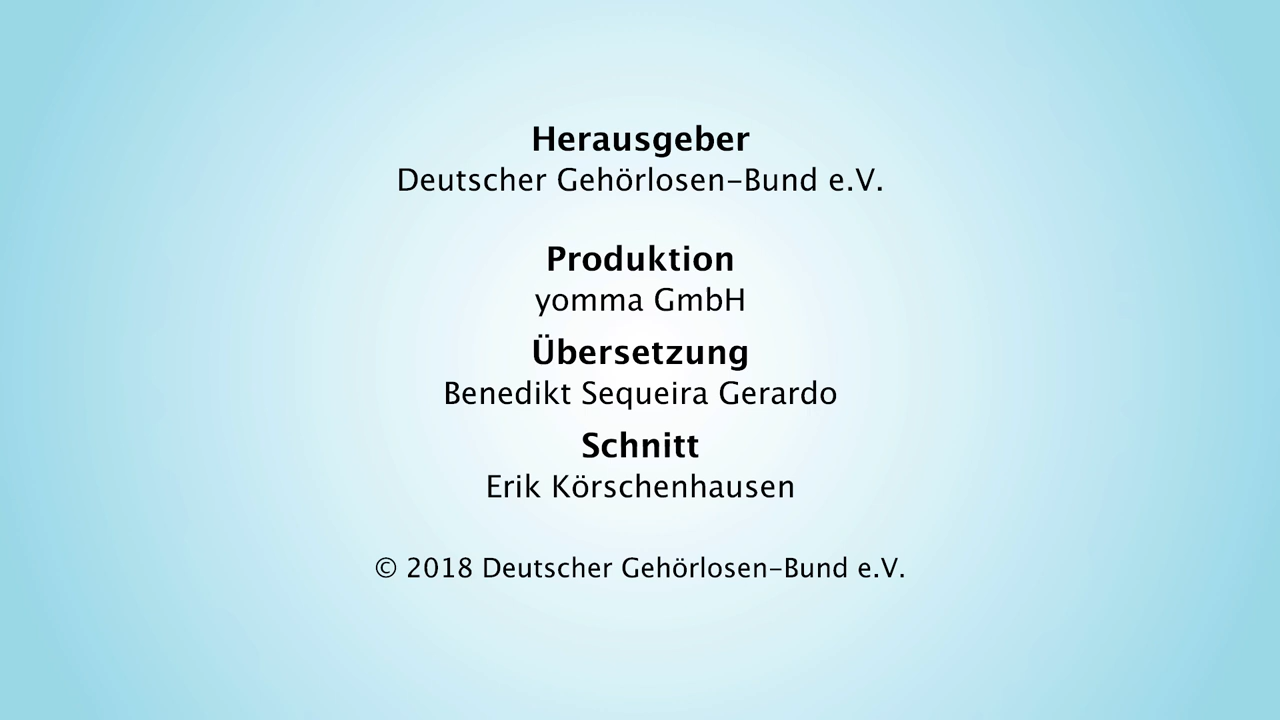 Herausgeber
Deutscher Gehörlosen-Bund e.V.
Produktion
yomma GmbH
Übersetzung
Benedikt Sequeira Gerardo
Schnitt
Erik Körschenhausen
© 2018 Deutscher Gehörlosen-Bund e.V.